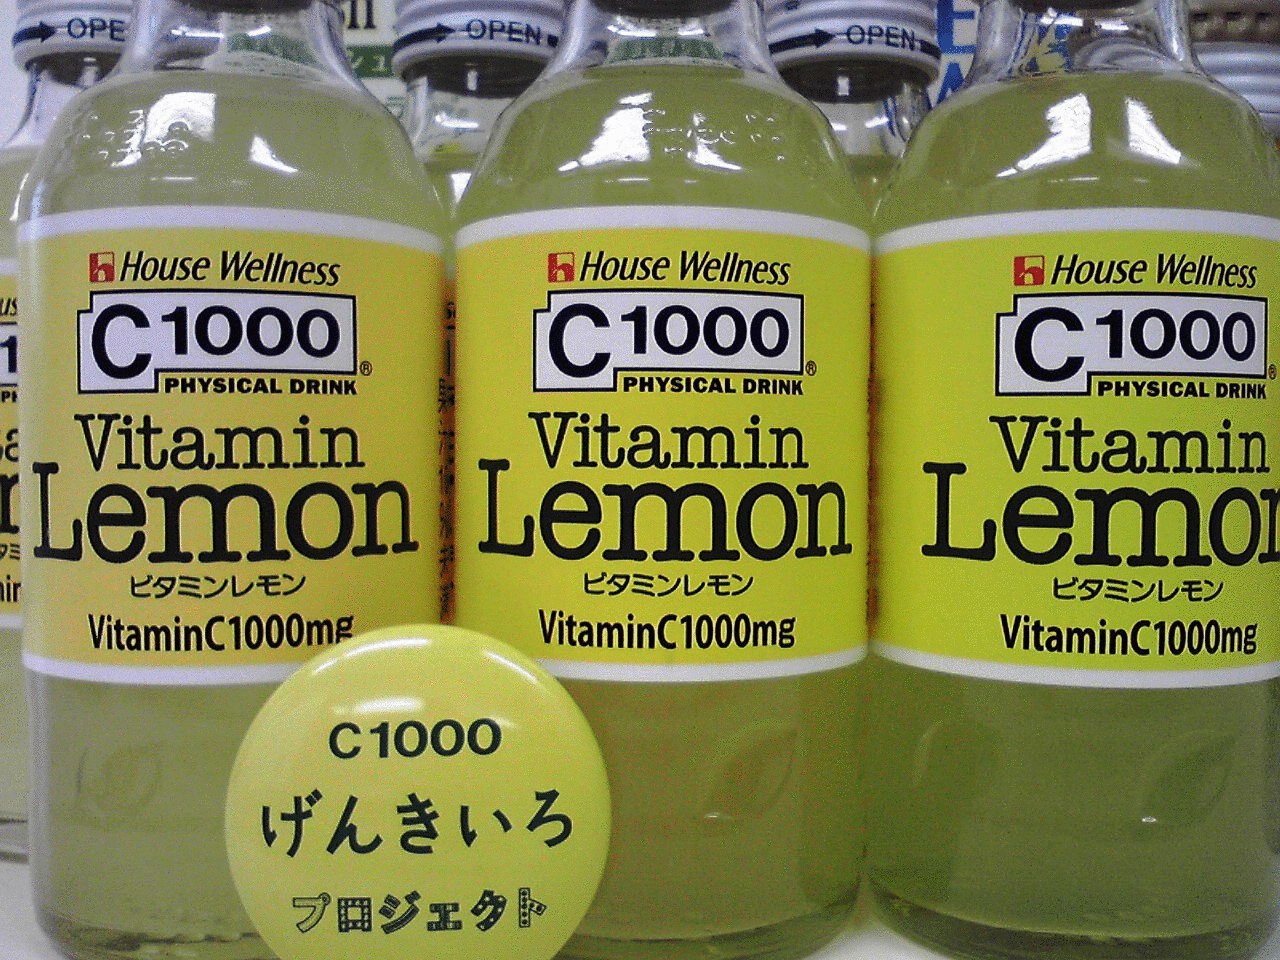 OPEN
OPEN
OPEN
House Wellness
C1000®
PHYSICAL DRINK
Vitamin
Lemon
ビタミンレモン
VitaminC1000mg
House Wellness
C1000®
PHYSICAL DRINK
Vitamin
Lemon
ビタミンレモン
VitaminC1000mg
House Wellness
C1000®
PHYSICAL DRINK
Vitamin
Lemon
ビタミンレモン
VitaminC1000mg
C1000
げんきいろ
プロジェクト